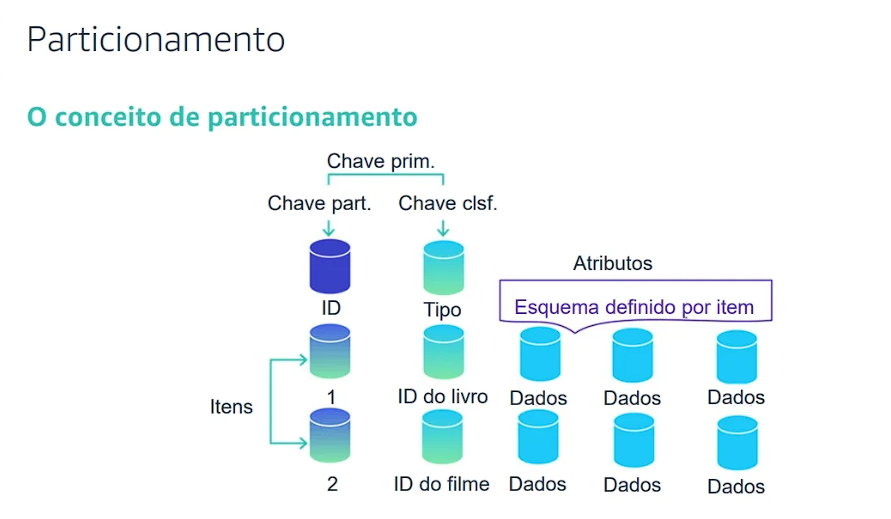 Particionamento
O conceito de particionamento
Chave prim.
Chave part. Chave clsf.
Atributos
ID Tipo Esquema definido por item
Itens
1 ID do livro Dados Dados Dados
2 ID do filme Dados Dados Dados